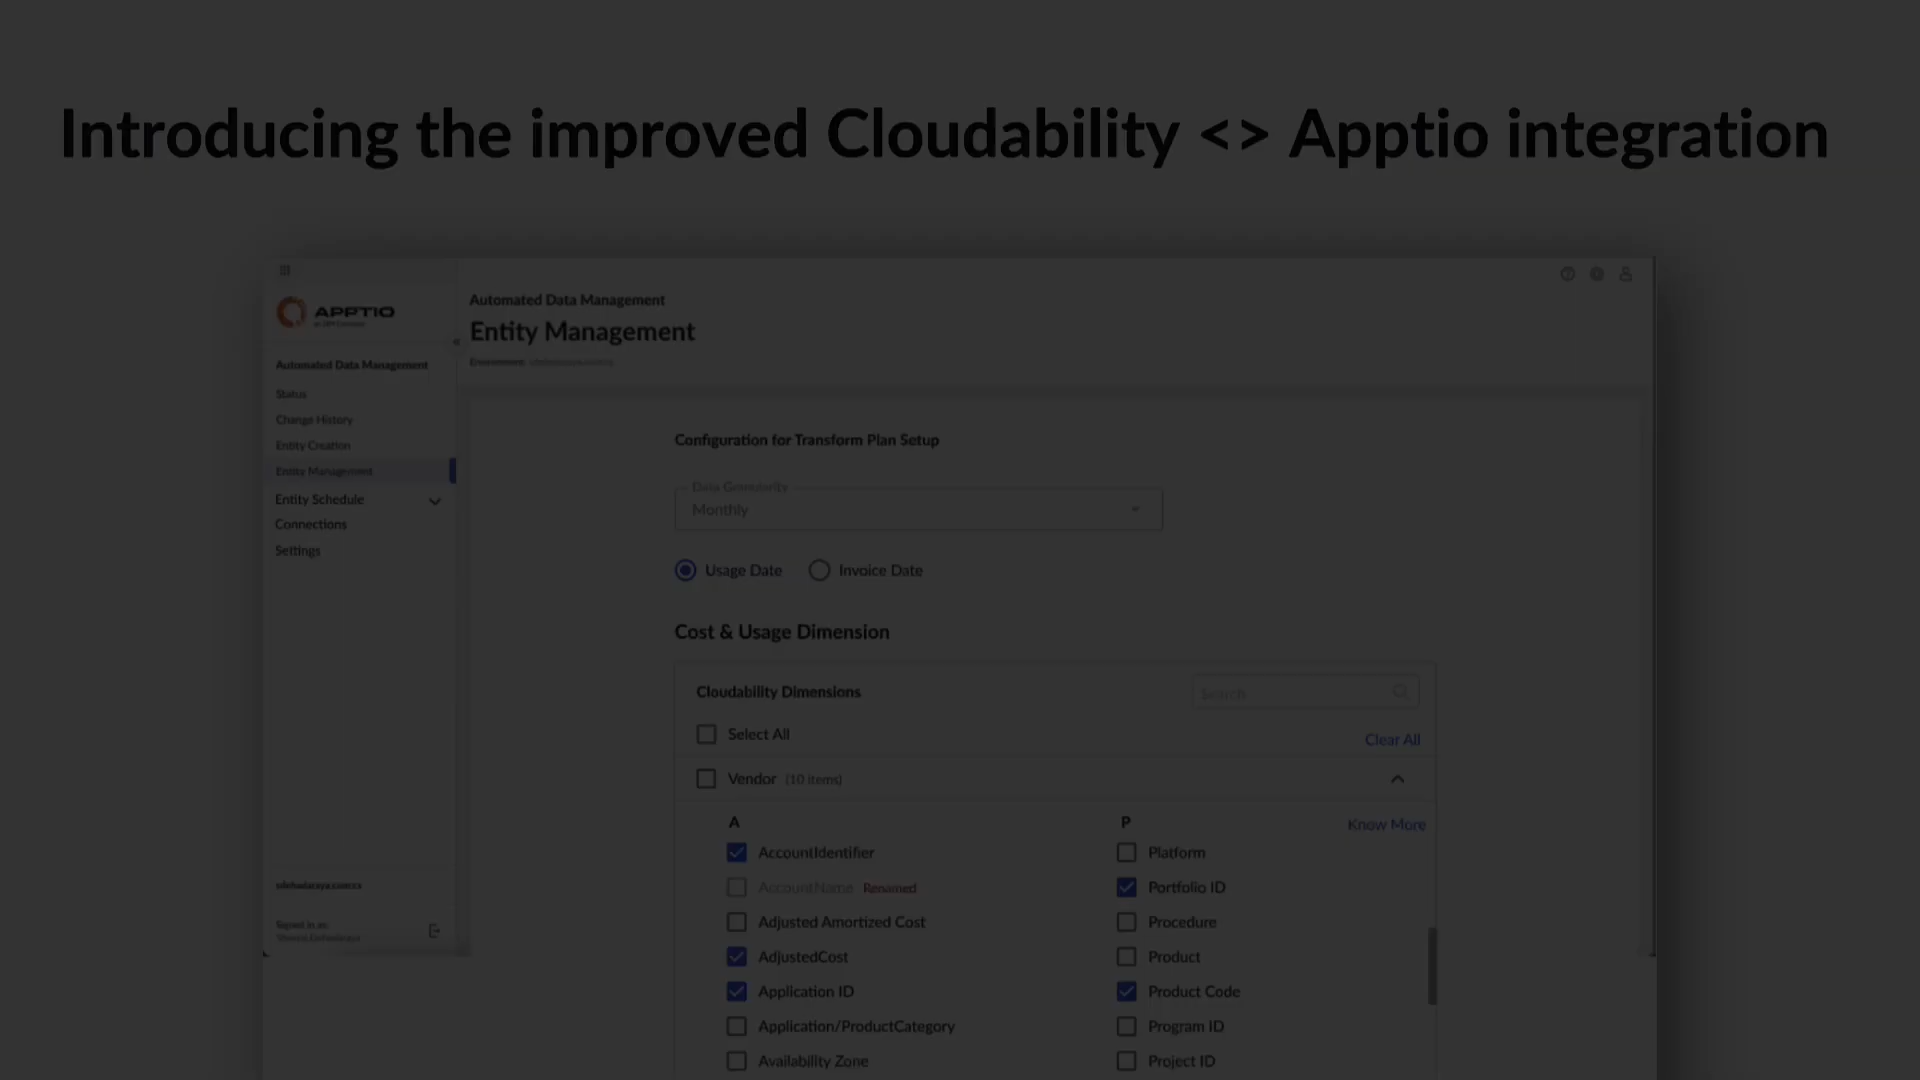 Introducing the improved Cloudability <> Apptio integration
APPTIO
Automated Data Management
Entity Management
Environment:
Automated Data Management
Status
Change History
Entity Creation
Entity Management
Entity Schedule
Connections
Settings
Signed in as:
Configuration for Transform Plan Setup
Data Granularity
Monthly
Usage Date
Invoice Date
Cost & Usage Dimension
Cloudability Dimensions
Search
Select All
Clear All
Vendor (10 items)
A
P
Know More
AccountIdentifier
Platform
AccountName Renamed
Portfolio ID
Adjusted Amortized Cost
Procedure
AdjustedCost
Product
Application ID
Product Code
Application/ProductCategory
Program ID
Availability Zone
Project ID